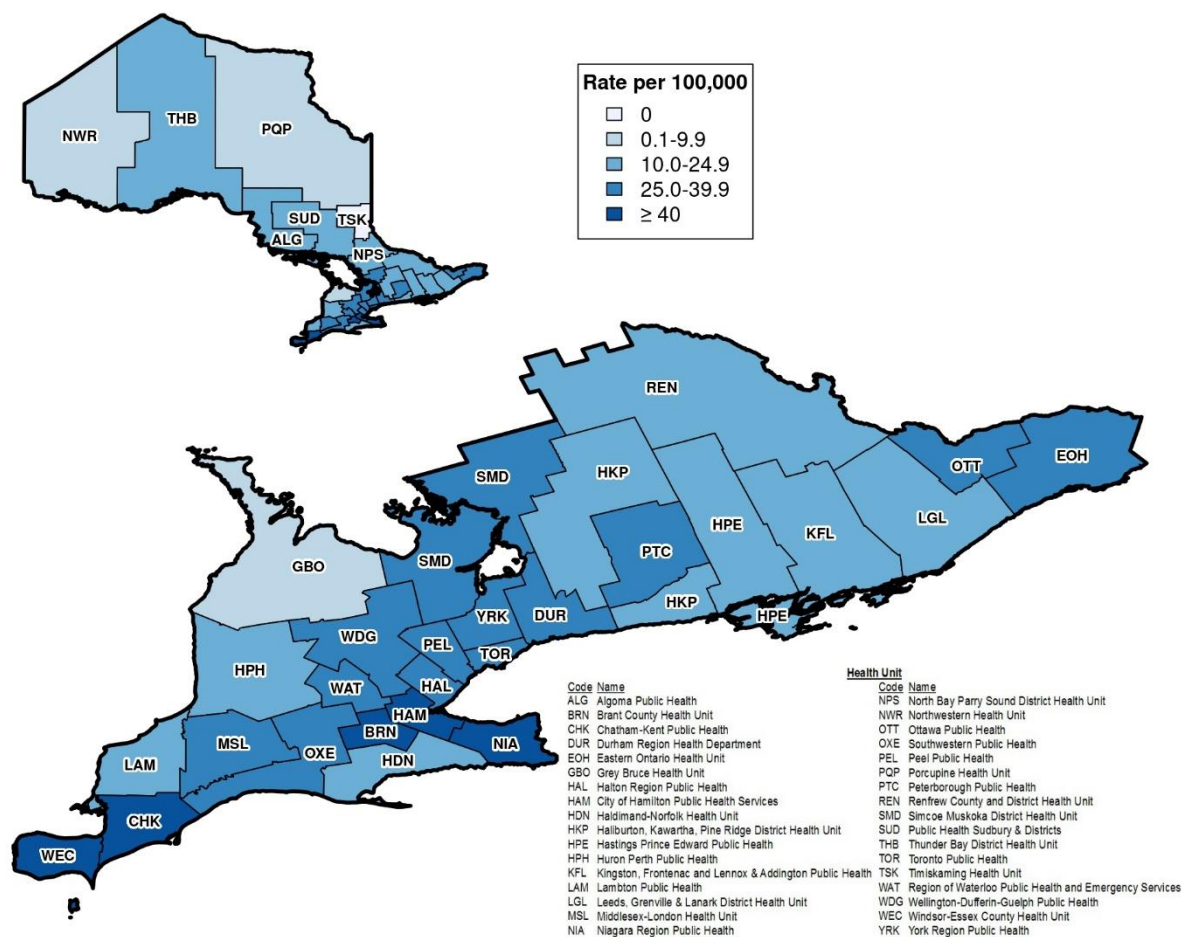 Rate per 100,000
0
0.1-9.9
10.0-24.9
25.0-39.9
≥ 40
NWR
THB
PQP
SUD
TSK
ALG
NPS
REN
SMD
HKP
OTT
EOH
HPE
KFL
LGL
PTC
GBO
SMD
YRK
DUR
HKP
HPE
WDG
PEL
TOR
HPH
WAT
HAL
HAM
BRN
NIA
MSL
OXE
HDN
LAM
CHK
WEC
Health Unit
Code Name
ALG Algoma Public Health
BRN Brant County Health Unit
CHK Chatham-Kent Public Health
DUR Durham Region Health Department
EOH Eastern Ontario Health Unit
GBO Grey Bruce Health Unit
HAL Halton Region Public Health
HAM City of Hamilton Public Health Services
HDN Haldimand-Norfolk Health Unit
HKP Haliburton, Kawartha, Pine Ridge District Health Unit
HPE Hastings Prince Edward Public Health
HPH Huron Perth Public Health
KFL Kingston, Frontenac and Lennox & Addington Public Health
LAM Lambton Public Health
LGL Leeds, Grenville & Lanark District Health Unit
MSL Middlesex-London Health Unit
NIA Niagara Region Public Health
Code Name
NPS North Bay Parry Sound District Health Unit
NWR Northwestern Health Unit
OTT Ottawa Public Health
OXE Southwestern Public Health
PEL Peel Public Health
PQP Porcupine Health Unit
PTC Peterborough Public Health
REN Renfrew County and District Health Unit
SMD Simcoe Muskoka District Health Unit
SUD Public Health Sudbury & Districts
THB Thunder Bay District Health Unit
TOR Toronto Public Health
TSK Timiskaming Health Unit
WAT Region of Waterloo Public Health and Emergency Services
WDG Wellington-Dufferin-Guelph Public Health
WEC Windsor-Essex County Health Unit
YRK York Region Public Health